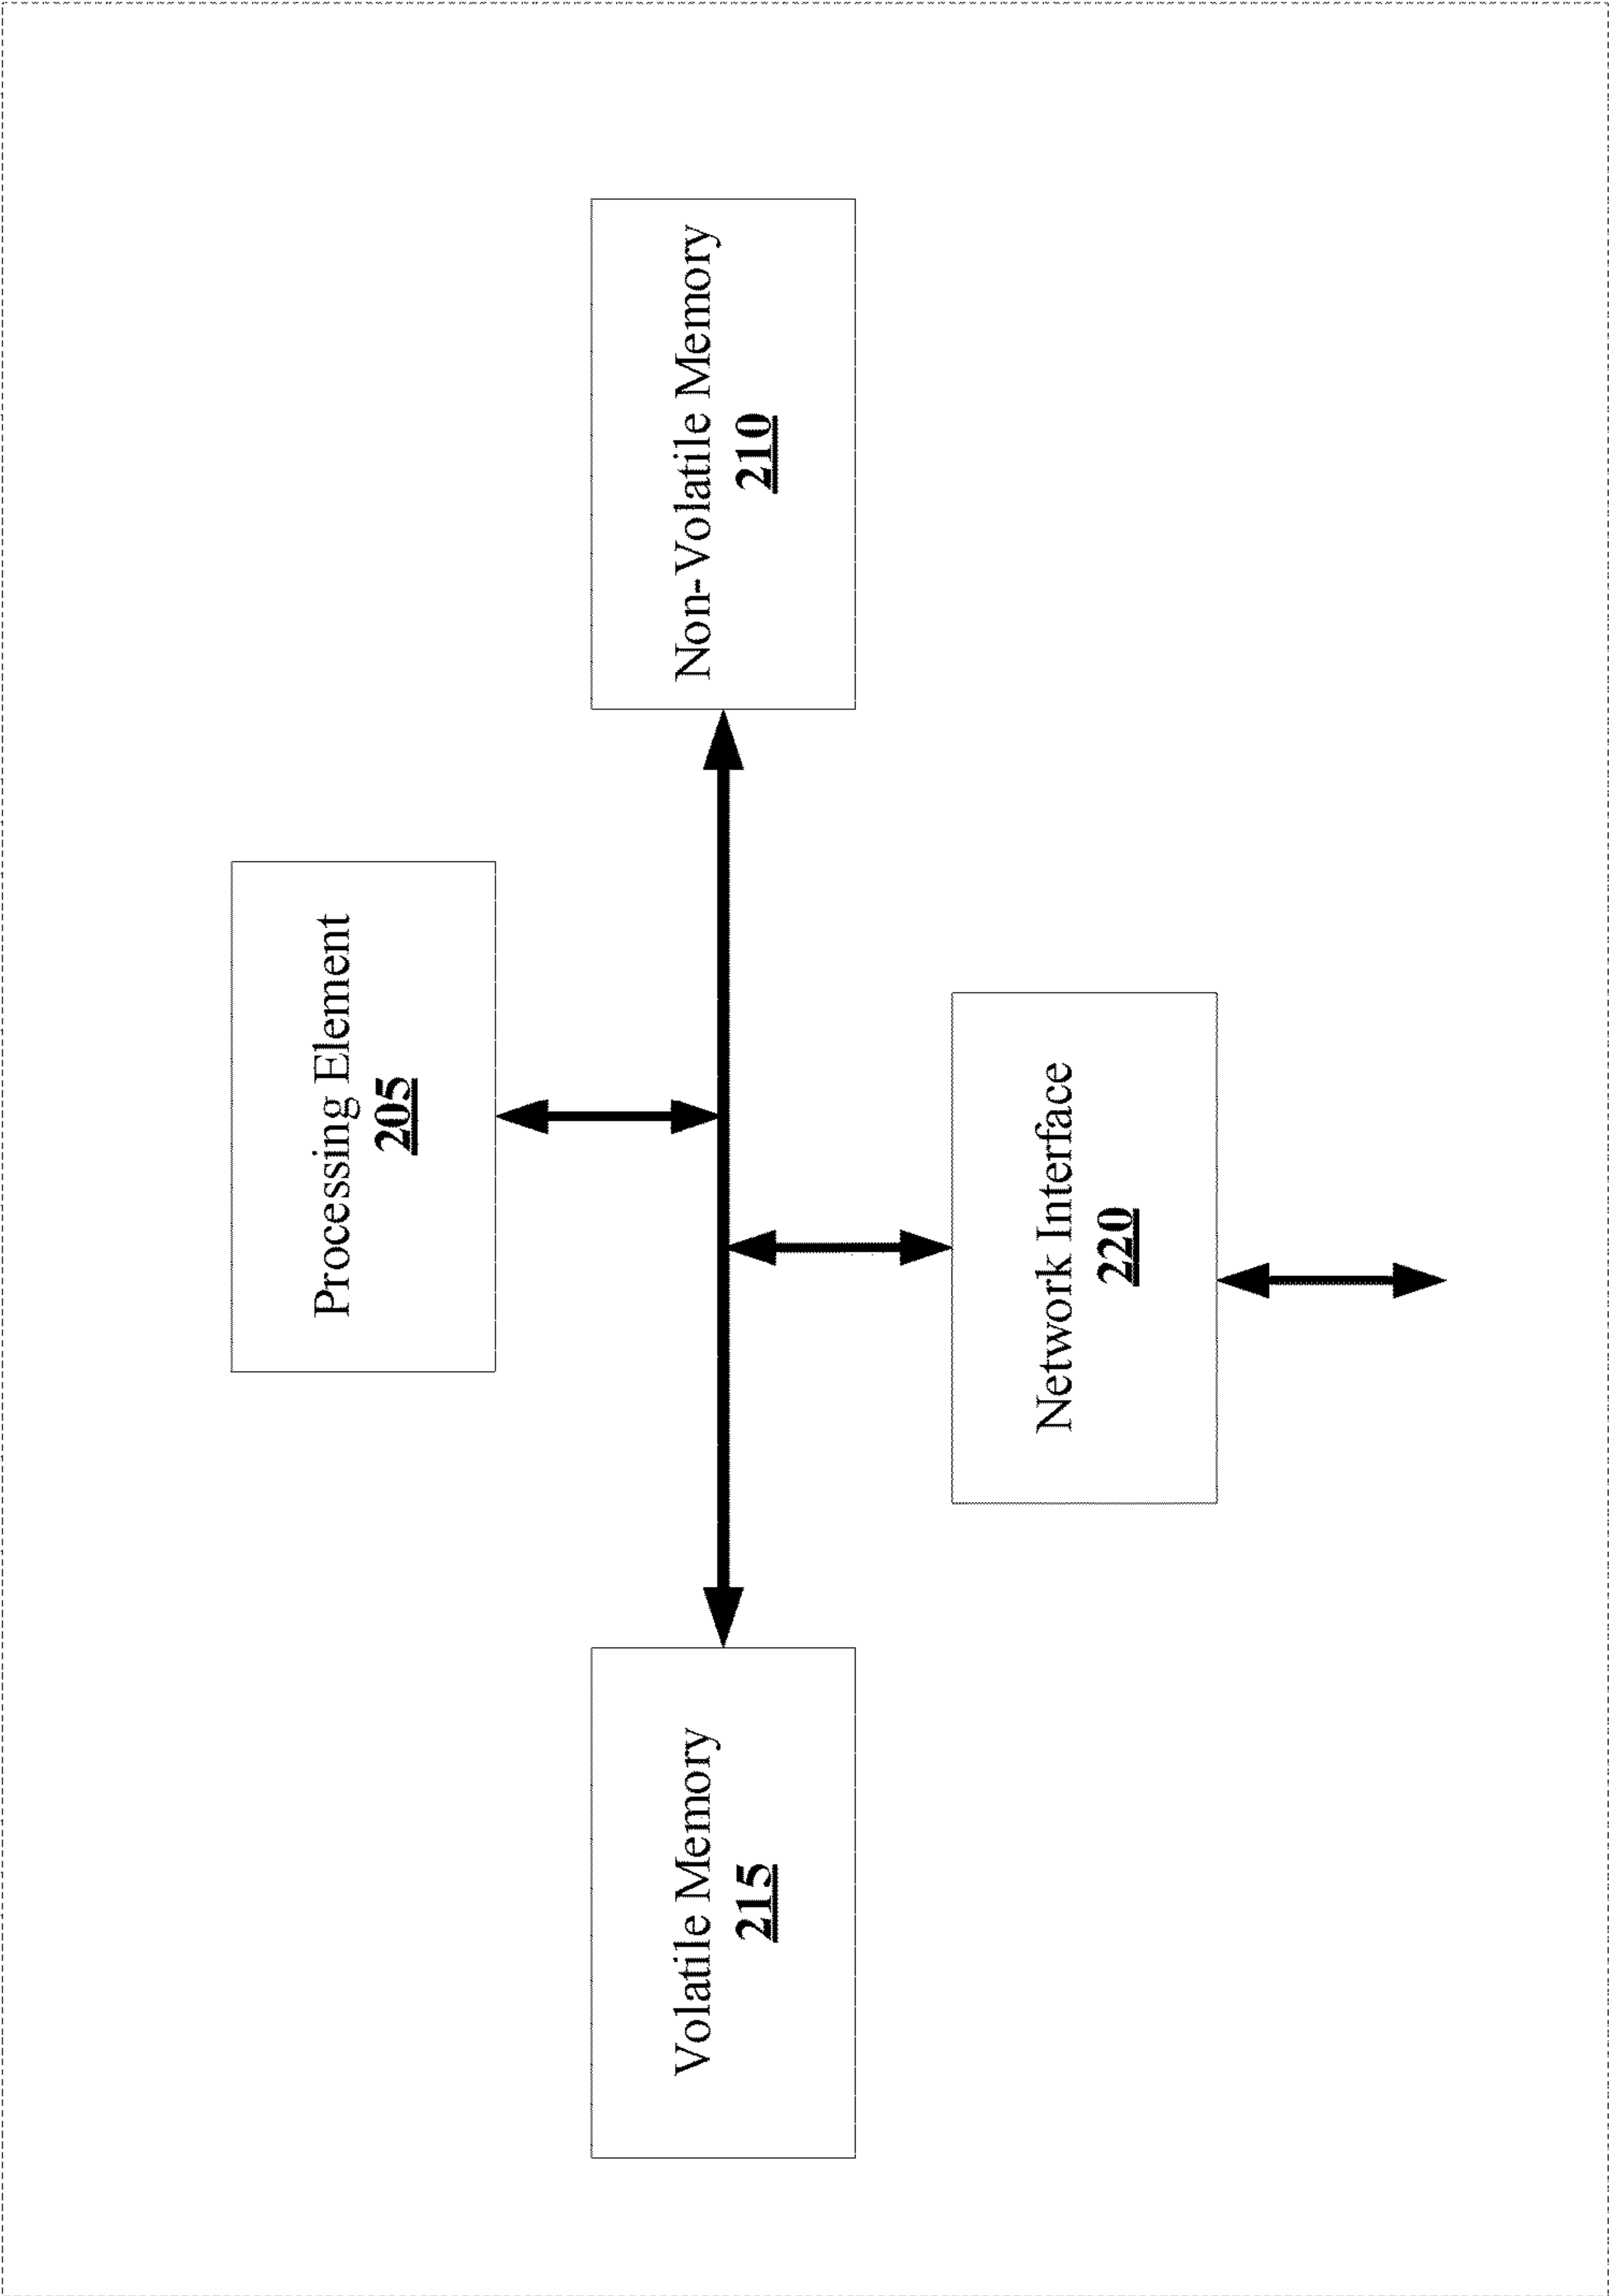 Processing Element
205
Volatile Memory
215
Non-Volatile Memory
210
Network Interface
220